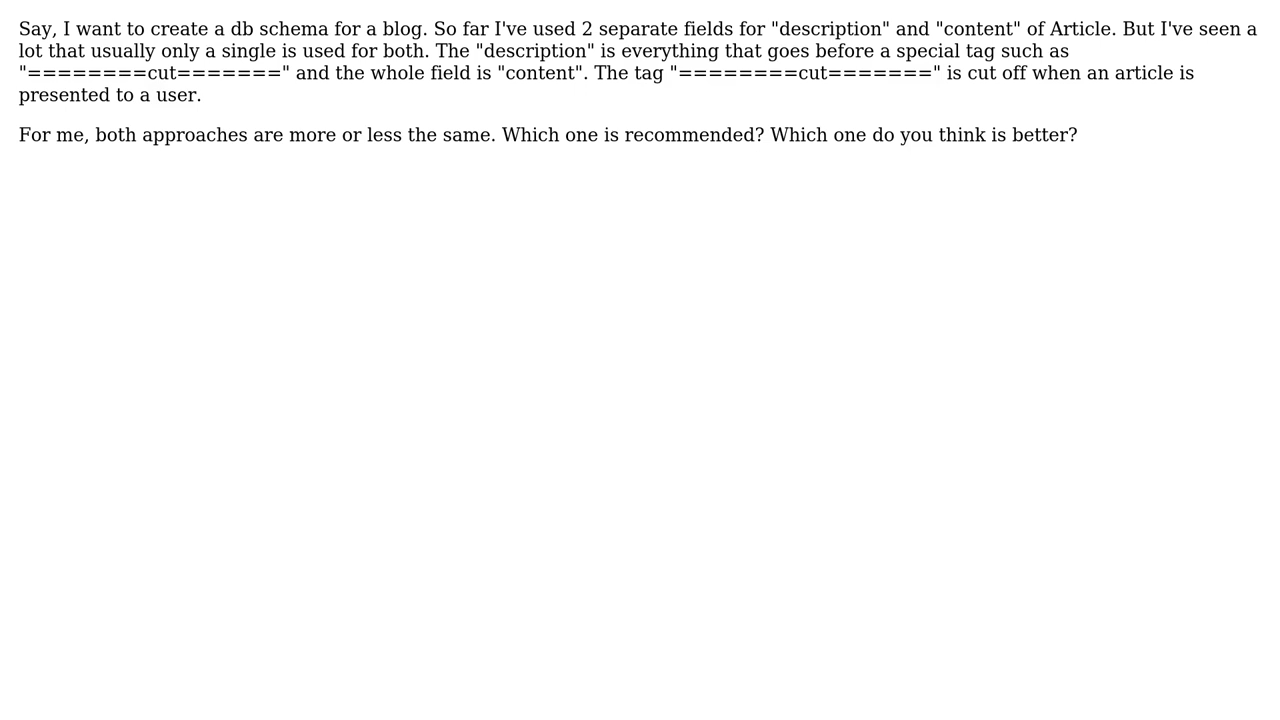 Say, I want to create a db schema for a blog. So far I've used 2 separate fields for "description" and "content" of Article. But I've seen a
lot that usually only a single is used for both. The "description" is everything that goes before a special tag such as
"========cut=======" and the whole field is "content". The tag "========cut=======" is cut off when an article is
presented to a user.
For me, both approaches are more or less the same. Which one is recommended? Which one do you think is better?